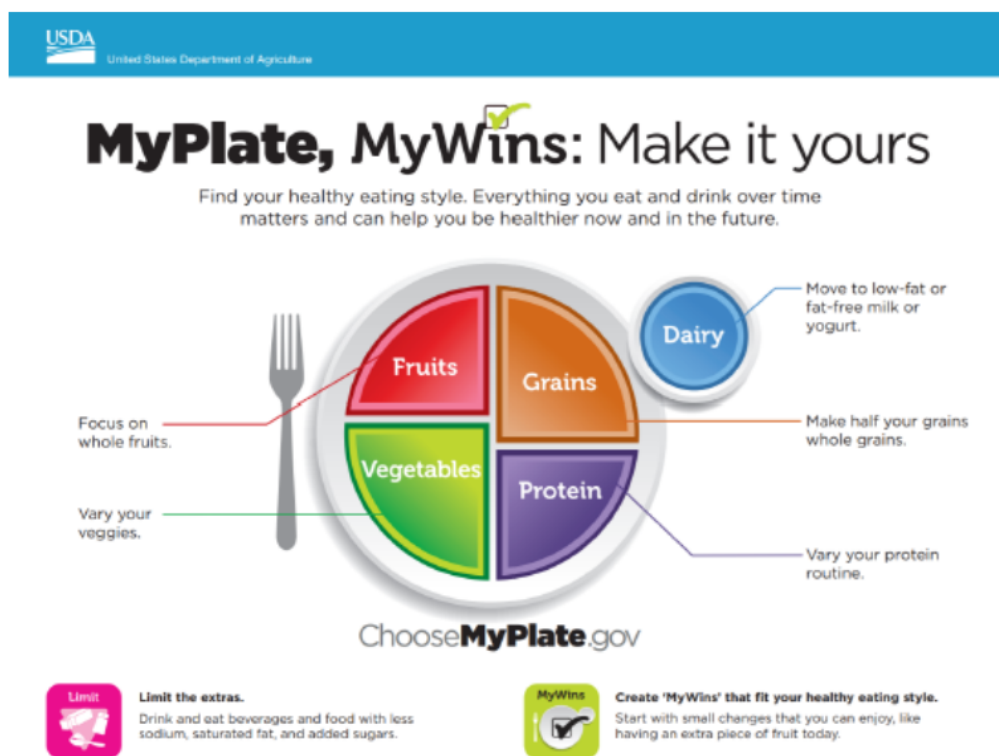 USDA
United States Department of Agriculture
MyPlate, MyWins: Make it yours
Find your healthy eating style. Everything you eat and drink over time
matters and can help you be healthier now and in the future.
Fruits
Grains
Vegetables
Protein
Dairy
Focus on
whole fruits.
Vary your
veggies.
Move to low-fat or
fat-free milk or
yogurt.
Make half your grains
whole grains.
Vary your protein
routine.
ChooseMyPlate.gov
Limit
Limit the extras.
Drink and eat beverages and food with less
sodium, saturated fat, and added sugars.
MyWins
Create 'MyWins' that fit your healthy eating style.
Start with small changes that you can enjoy, like
having an extra piece of fruit today.